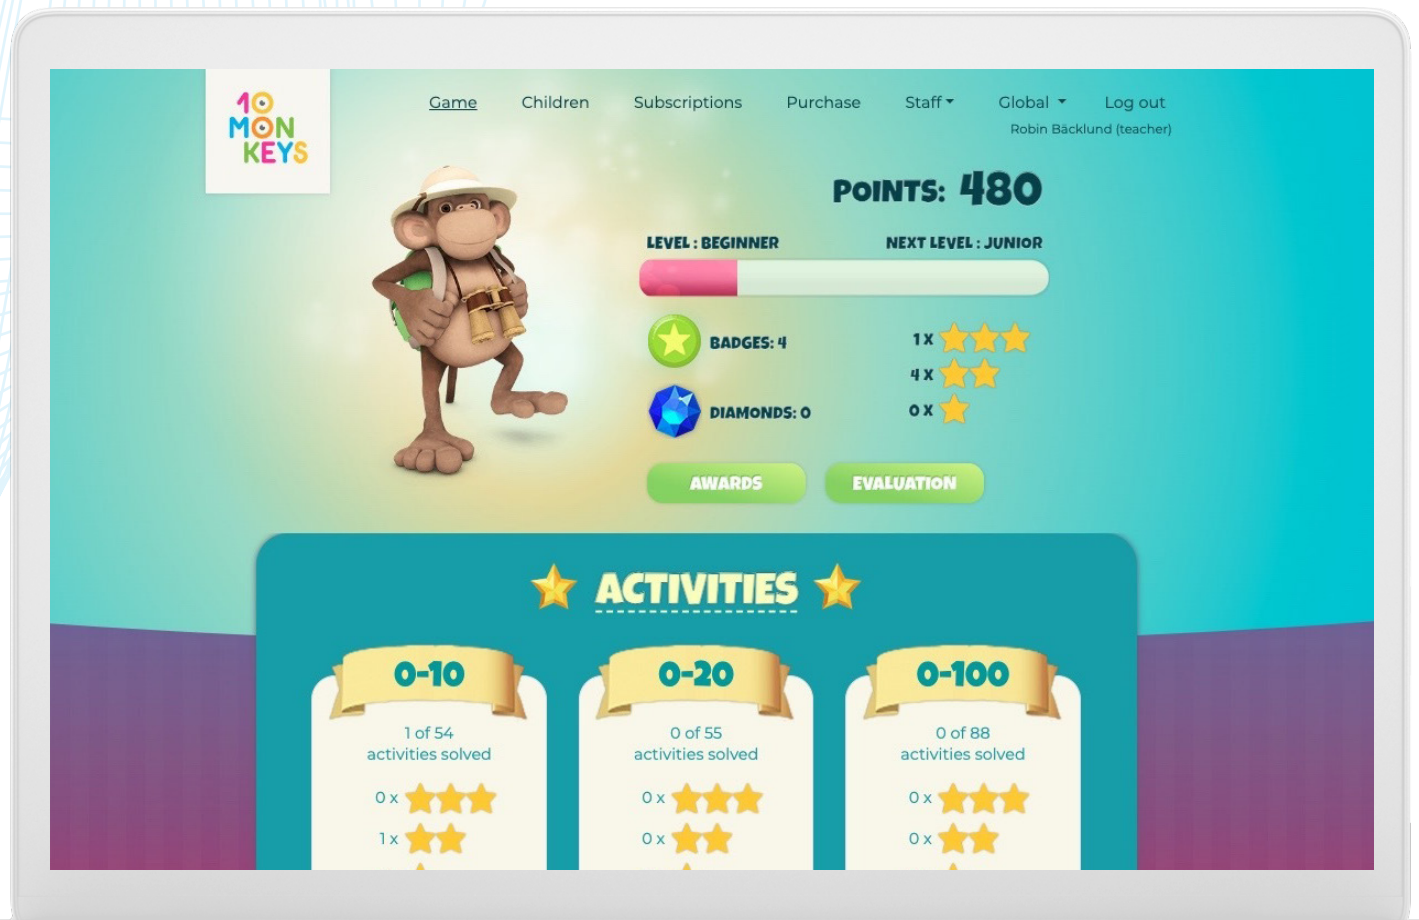 10
MON
KEYS
Game Children Subscriptions Purchase Staff Global Log out
Robin Bäcklund (teacher)
POINTS: 480
LEVEL : BEGINNER NEXT LEVEL : JUNIOR
BADGES: 4
1 X
4 X
DIAMONDS: 0
0 X
AWARDS EVALUATION
ACTIVITIES
0-10 0-20 0-100
1 of 54 0 of 55 0 of 88
activities solved activities solved activities solved
0 x 0 x 0 x
1 x 0 x 0 x